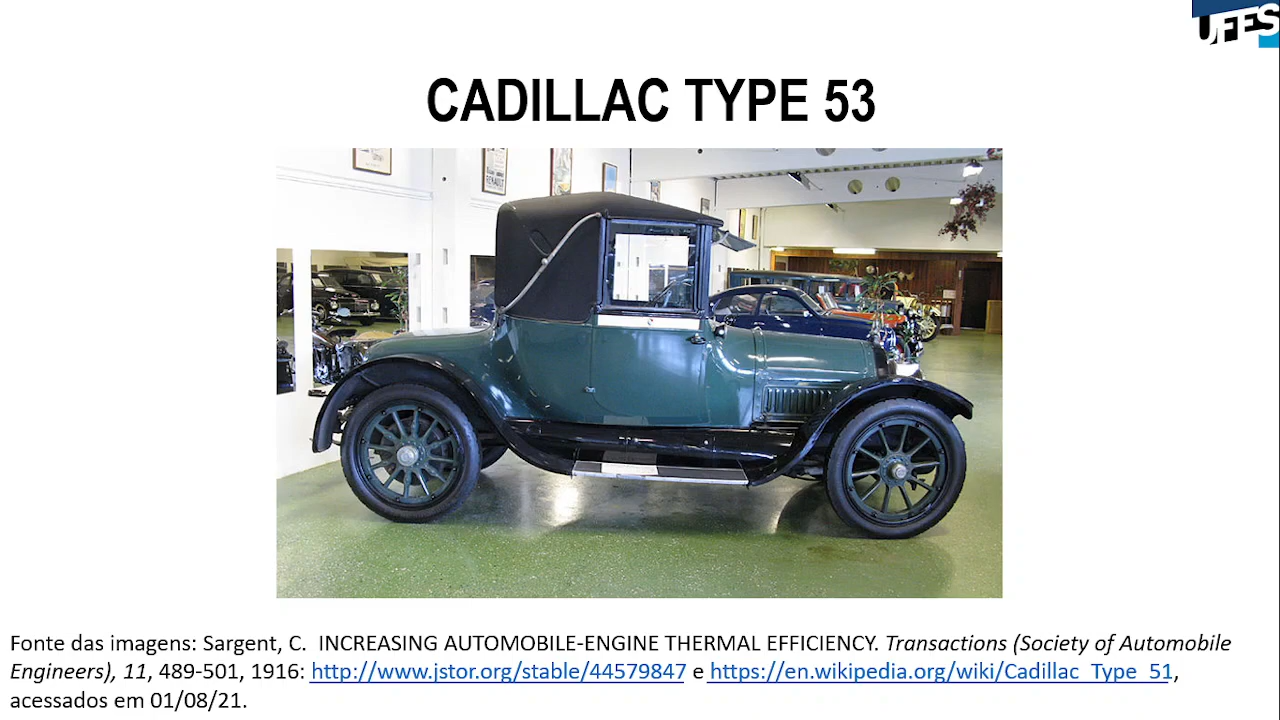 UFES
CADILLAC TYPE 53
RENAULT
Fonte das imagens: Sargent, C.  INCREASING AUTOMOBILE-ENGINE THERMAL EFFICIENCY. Transactions (Society of Automobile
Engineers), 11, 489-501, 1916: http://www.jstor.org/stable/44579847 e https://en.wikipedia.org/wiki/Cadillac_Type_51,
acessados em 01/08/21.